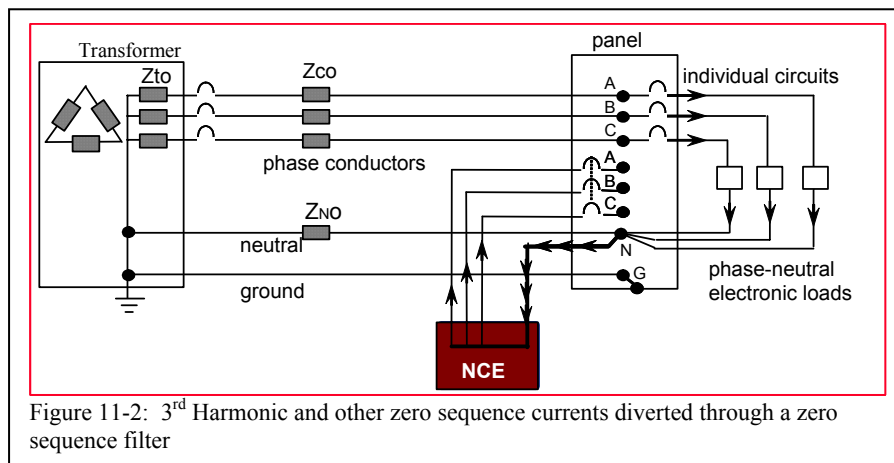 Transformer
panel
Zto
Zco
A
individual circuits
B
C
phase conductors
A
B
C
ZNO
neutral
N
ground
G
phase-neutral
electronic loads
NCE
Figure 11-2: 3rd Harmonic and other zero sequence currents diverted through a zero
sequence filter